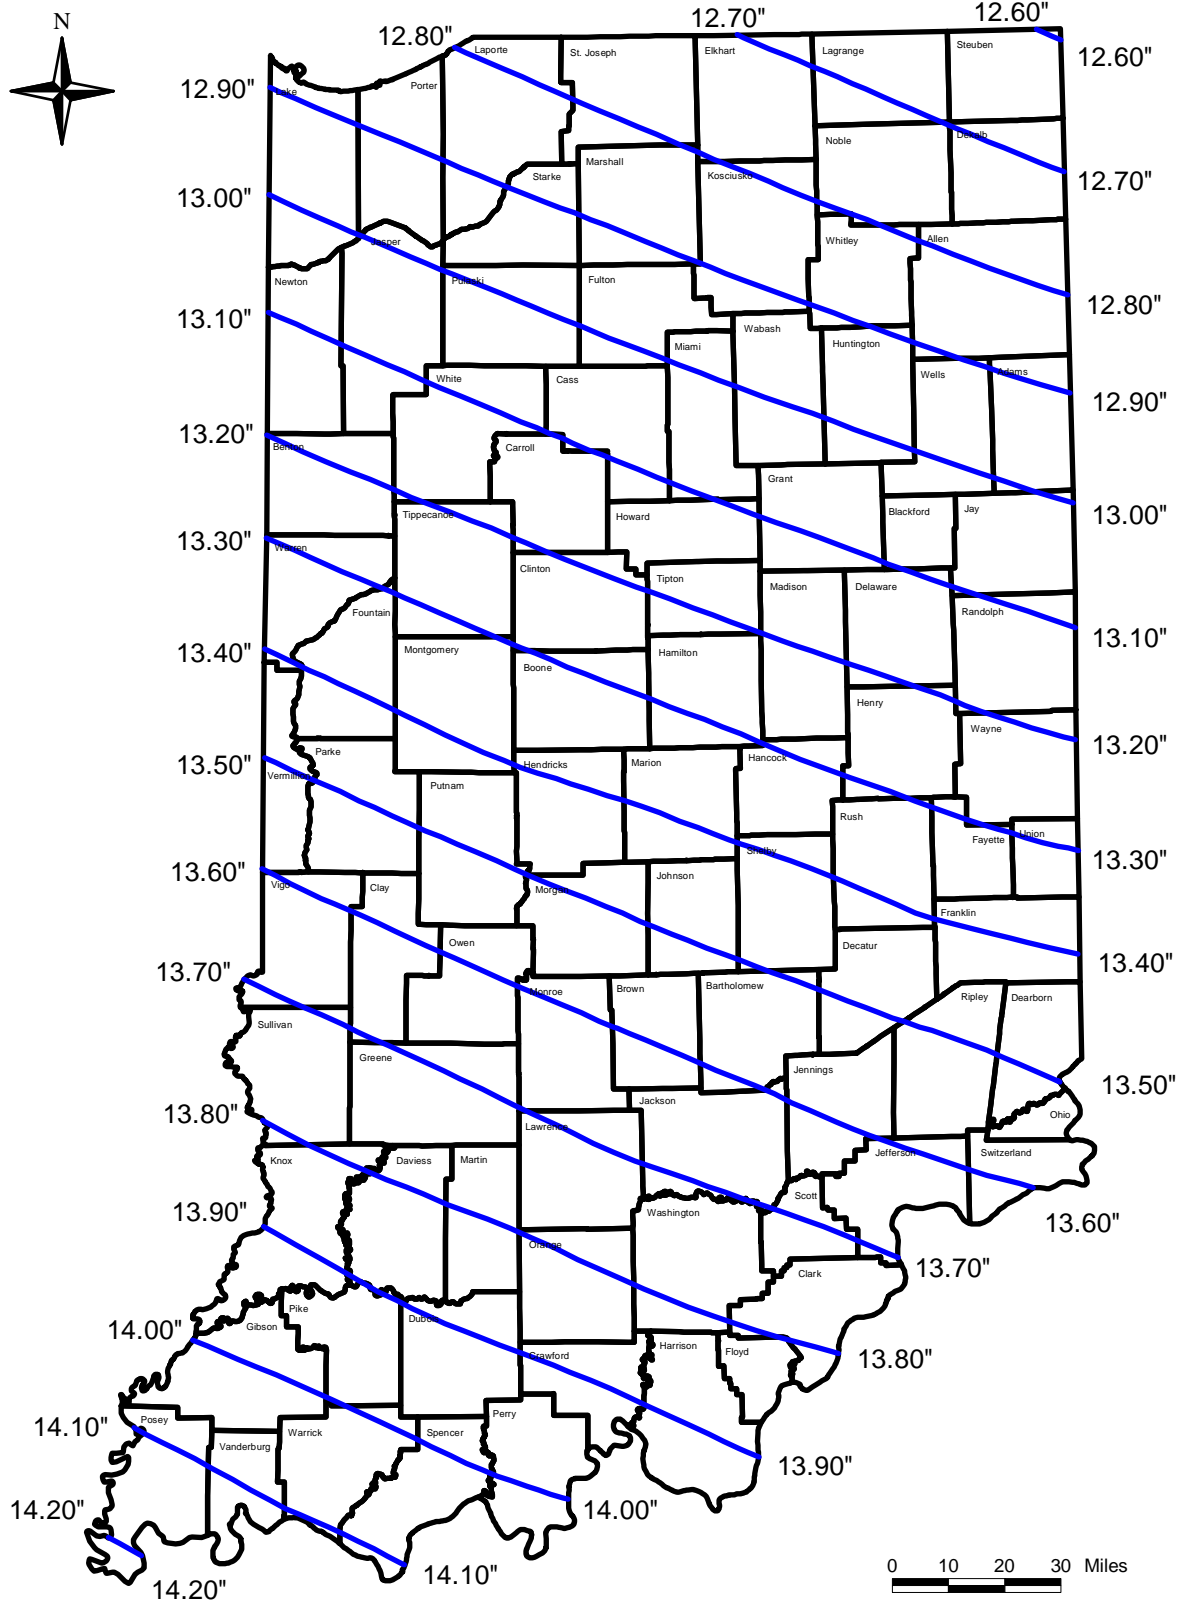 N
12.70"
12.60"
12.80"
12.60"
12.90"
Laporte
St. Joseph
Elkhart
Lagrange
Steuben
Lake
Porter
Noble
Dekalb
Starke
Marshall
Kosciusko
12.70"
13.00"
Jasper
Whitley
Allen
Newton
Pulaski
Fulton
12.80"
13.10"
Wabash
Huntington
Miami
White
Cass
Wells
Adams
12.90"
13.20"
Benton
Carroll
Grant
Tippecanoe
Howard
Blackford
Jay
13.00"
13.30"
Warren
Clinton
Tipton
Madison
Delaware
Fountain
Randolph
13.10"
13.40"
Montgomery
Boone
Hamilton
Henry
Wayne
13.20"
13.50"
Parke
Vermillion
Hendricks
Marion
Hancock
Putnam
Rush
Fayette
Union
Shelby
13.30"
13.60"
Vigo
Clay
Morgan
Johnson
Franklin
Owen
Decatur
13.40"
13.70"
Monroe
Brown
Bartholomew
Ripley
Dearborn
Sullivan
Greene
Jennings
13.50"
Jackson
Ohio
13.80"
Lawrence
Knox
Daviess
Martin
Jefferson
Switzerland
Scott
13.90"
Washington
13.60"
Orange
13.70"
Clark
Pike
Gibson
Dubois
14.00"
Crawford
Harrison
Floyd
13.80"
14.10"
Posey
Vanderburg
Warrick
Spencer
Perry
13.90"
14.20"
14.00"
14.10"
14.20"
0 10 20 30 Miles